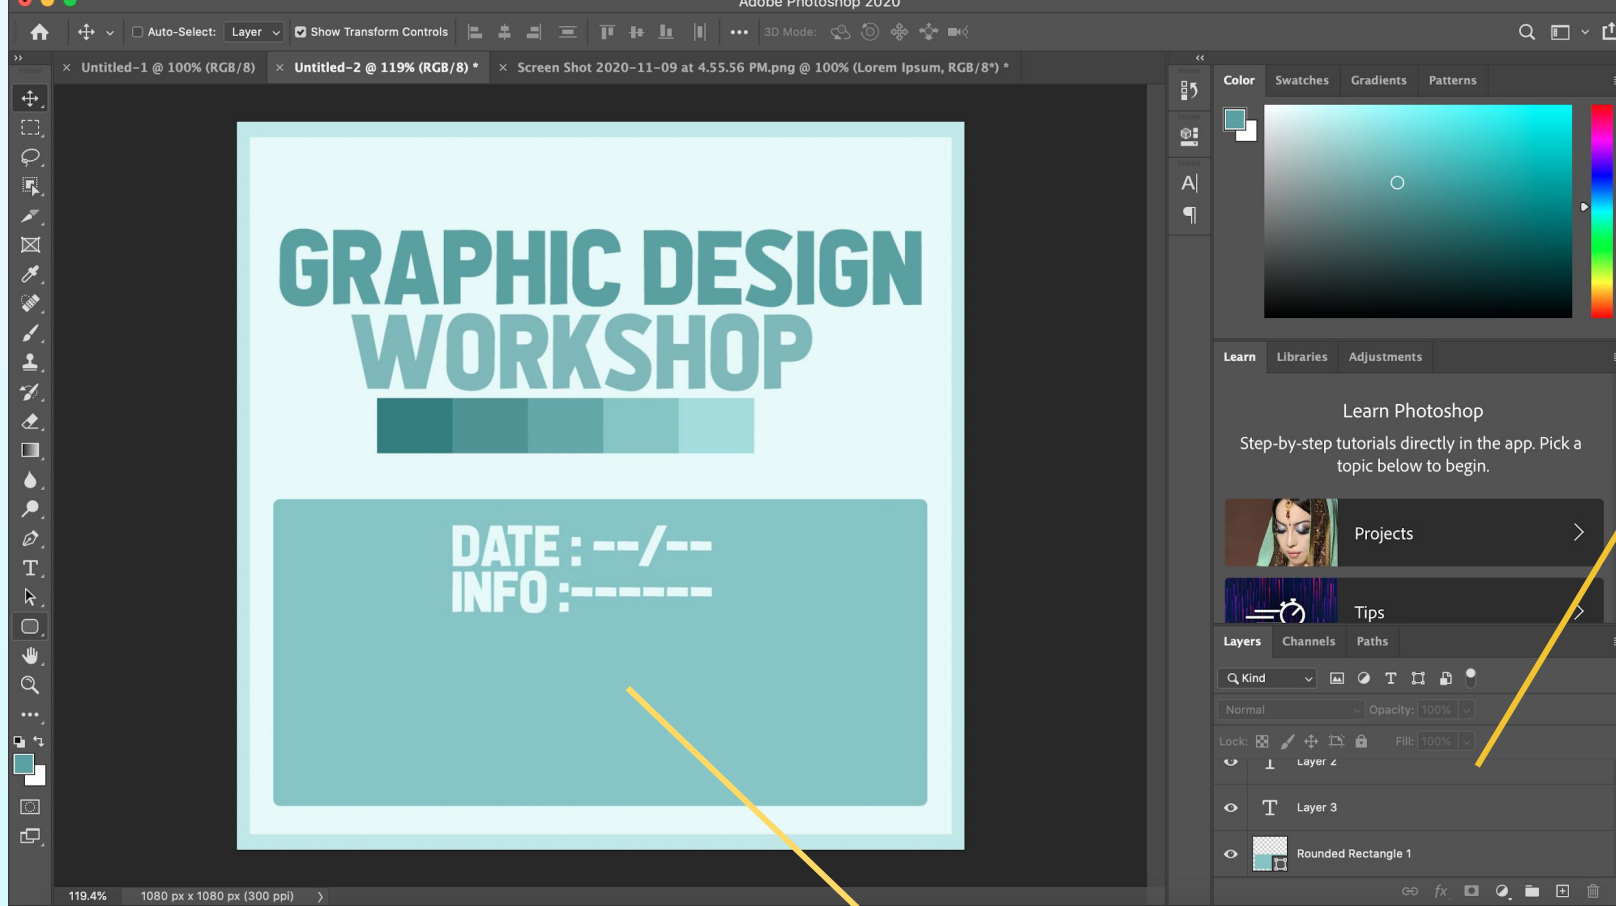 Adobe Photoshop 2020
Auto-Select: Layer Show Transform Controls 3D Mode:
× Untitled-1 @ 100% (RGB/8) × Untitled-2 @ 119% (RGB/8) * × Screen Shot 2020-11-09 at 4.55.56 PM.png @ 100% (Lorem Ipsum, RGB/8*) *
GRAPHIC DESIGN
WORKSHOP
DATE : --/--
INFO :------
119.4% 1080 px x 1080 px (300 ppi)
Color Swatches Gradients Patterns
Learn Libraries Adjustments
Learn Photoshop
Step-by-step tutorials directly in the app. Pick a
topic below to begin.
Projects
Tips
Layers Channels Paths
Kind
Normal Opacity: 100%
Lock: Fill: 100%
Layer 2
Layer 3
Rounded Rectangle 1
fx